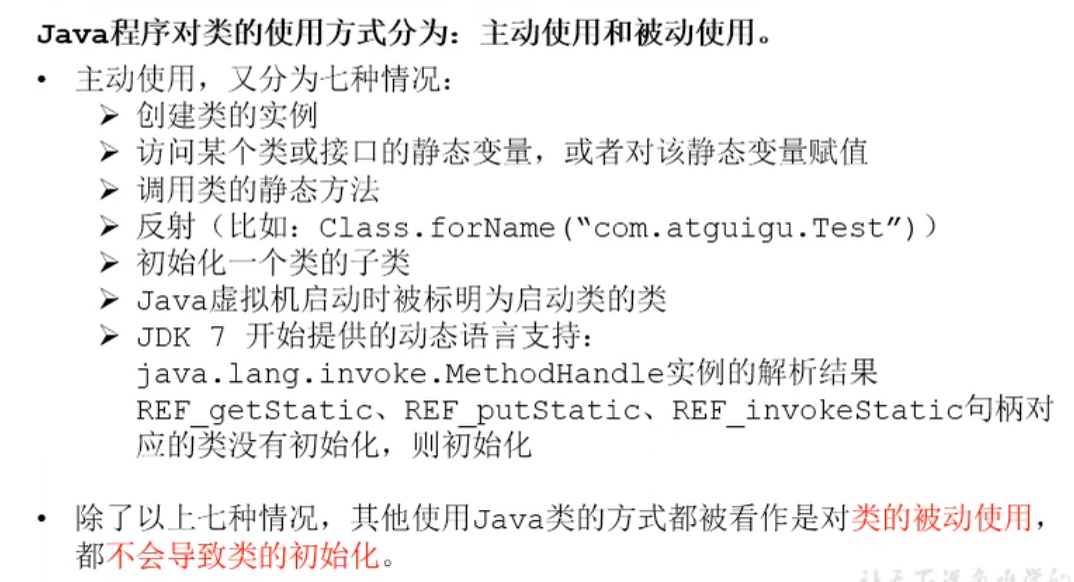 Java程序对类的使用方式分为：主动使用和被动使用。
• 主动使用，又分为七种情况：
➢ 创建类的实例
➢ 访问某个类或接口的静态变量，或者对该静态变量赋值
➢ 调用类的静态方法
➢ 反射（比如：Class.forName(“com.atguigu.Test”)）
➢ 初始化一个类的子类
➢ Java虚拟机启动时被标明为启动类的类
➢ JDK 7 开始提供的动态语言支持：
java.lang.invoke.MethodHandle实例的解析结果
REF_getStatic、REF_putStatic、REF_invokeStatic句柄对
应的类没有初始化，则初始化
• 除了以上七种情况，其他使用Java类的方式都被看作是对类的被动使用，
都不会导致类的初始化。